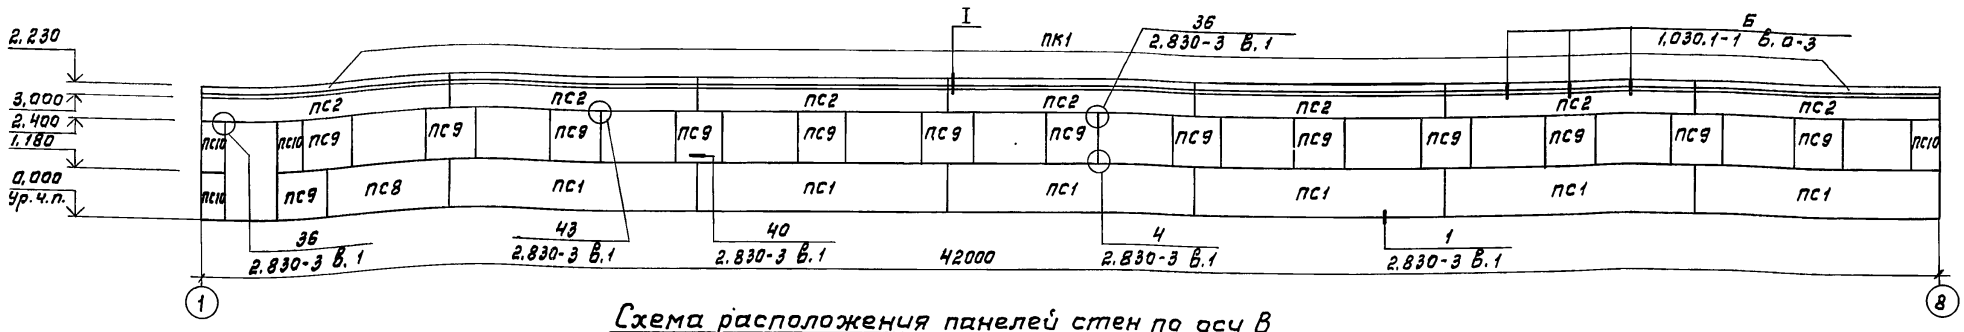 I
36
2.830-3 В.1
Б
1.030.1-1 В.0-3
2,230
ПК1
3,000
ПС2 ПС2 ПС2 ПС2 ПС2 ПС2 ПС2
2,400
ПС10 ПС10 ПС9 ПС9 ПС9 ПС9 ПС9 ПС9 ПС9 ПС9 ПС9 ПС9 ПС9 ПС9 ПС9 ПС10
1,180
0,000
Ур.ч.п.
ПС10 ПС9 ПС8 ПС1 ПС1 ПС1 ПС1 ПС1 ПС1
36
2.830-3 В.1
43
2.830-3 В.1
40
2.830-3 В.1
42000
4
2.830-3 В.1
1
2.830-3 В.1
1
8
Схема расположения панелей стен по оси В